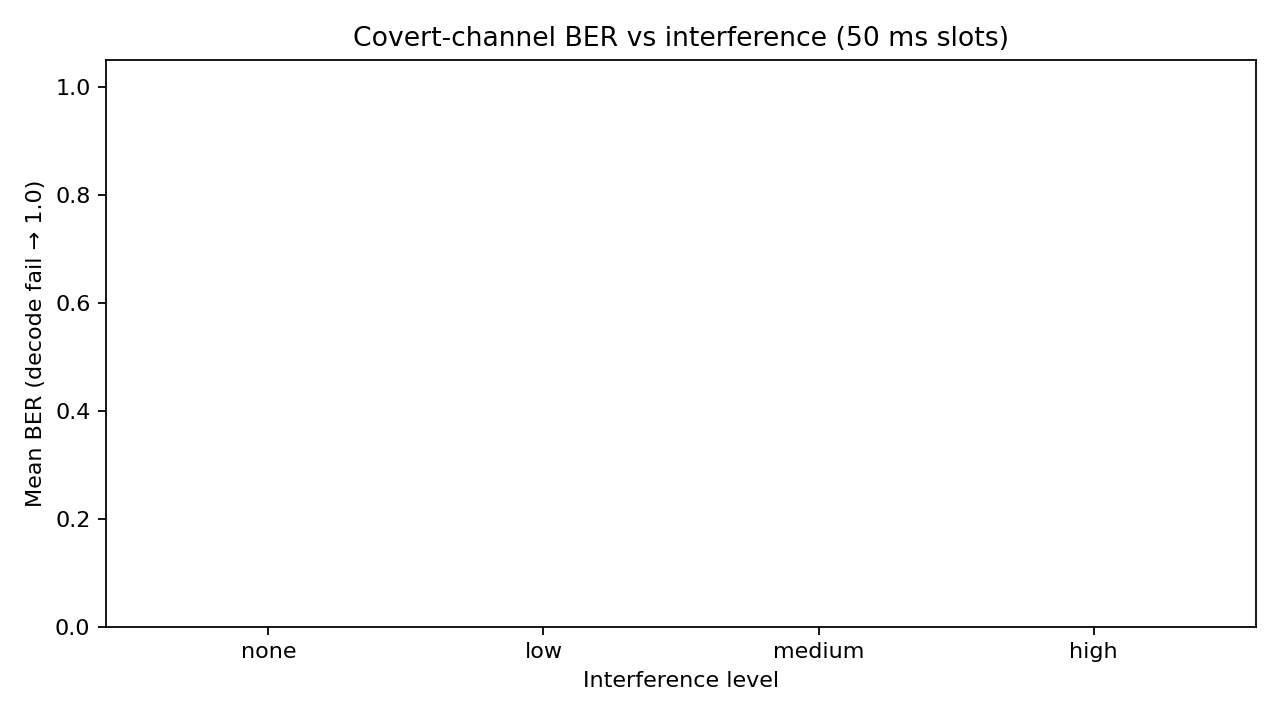 Covert-channel BER vs interference (50 ms slots)
Mean BER (decode fail → 1.0)
1.0
0.8
0.6
0.4
0.2
0.0
none low medium high
Interference level